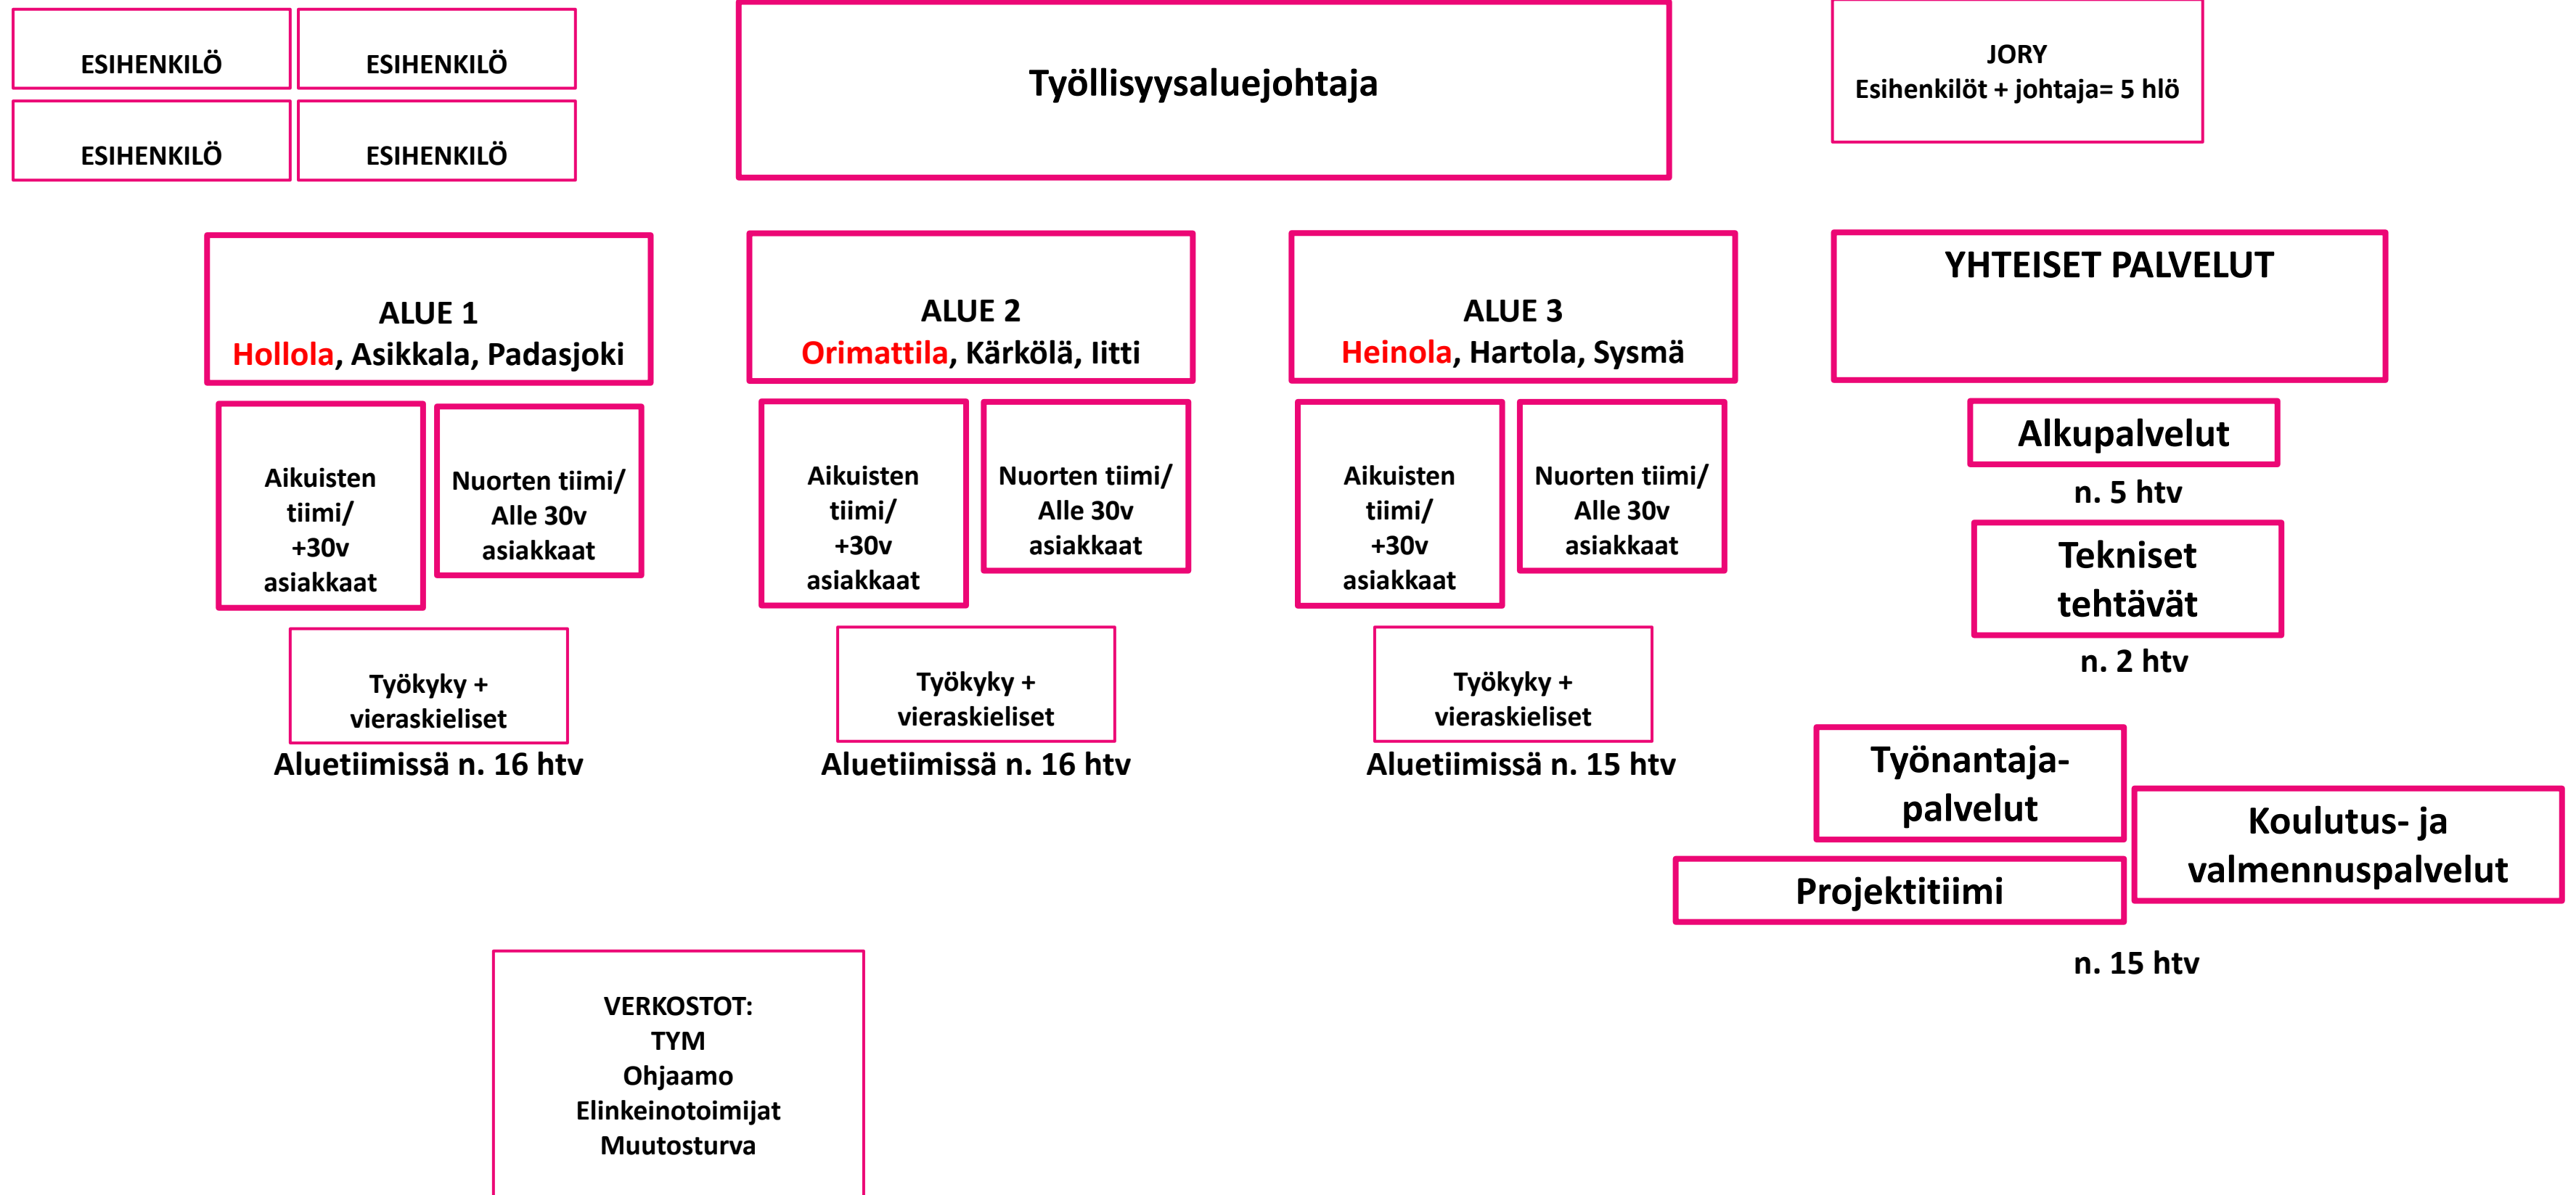 ESIHENKILÖ
ESIHENKILÖ
ESIHENKILÖ
ESIHENKILÖ
Työllisyysaluejohtaja
JORY
Esihenkilöt + johtaja= 5 hlö
ALUE 1
Hollola, Asikkala, Padasjoki
Aikuisten
tiimi/
+30v
asiakkaat
Nuorten tiimi/
Alle 30v
asiakkaat
Työkyky +
vieraskieliset
Aluetiimissä n. 16 htv
ALUE 2
Orimattila, Kärkölä, Iitti
Aikuisten
tiimi/
+30v
asiakkaat
Nuorten tiimi/
Alle 30v
asiakkaat
Työkyky +
vieraskieliset
Aluetiimissä n. 16 htv
ALUE 3
Heinola, Hartola, Sysmä
Aikuisten
tiimi/
+30v
asiakkaat
Nuorten tiimi/
Alle 30v
asiakkaat
Työkyky +
vieraskieliset
Aluetiimissä n. 15 htv
YHTEISET PALVELUT
Alkupalvelut
n. 5 htv
Tekniset
tehtävät
n. 2 htv
Työnantaja-
palvelut
Koulutus- ja
valmennuspalvelut
Projektitiimi
n. 15 htv
VERKOSTOT:
TYM
Ohjaamo
Elinkeinotoimijat
Muutosturva